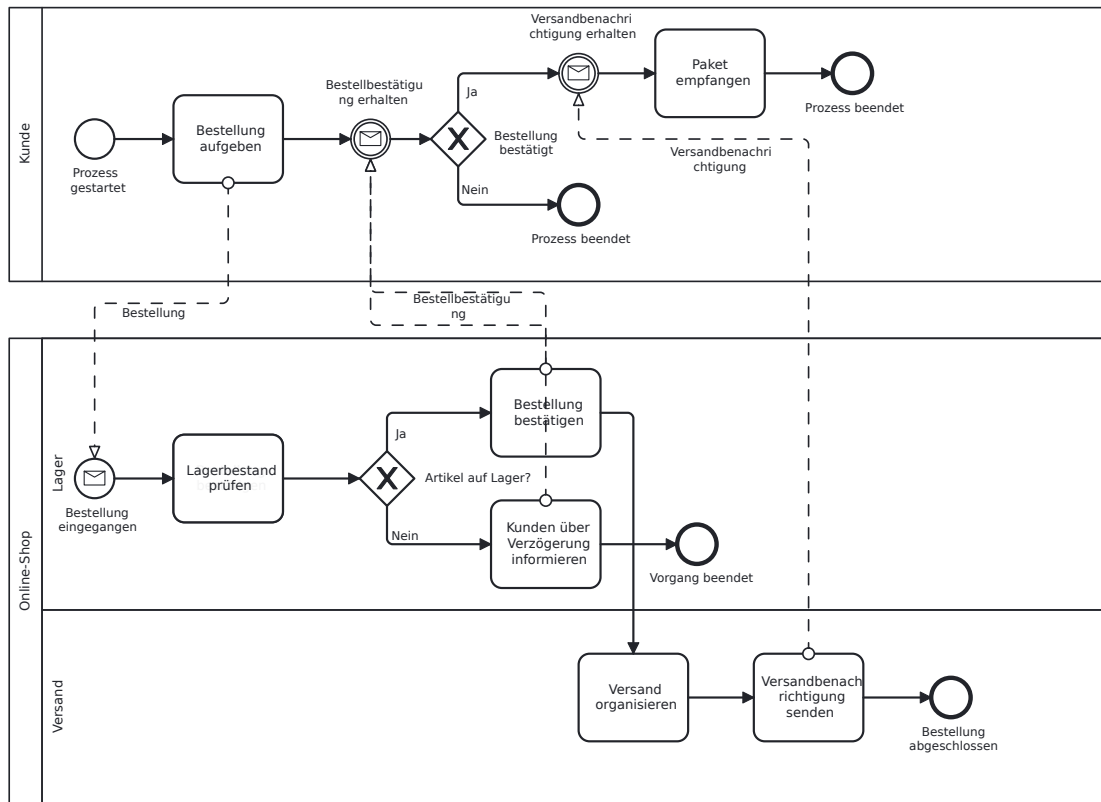 Versandbenachri
chtigung erhalten
Paket
empfangen
Prozess beendet
Bestellbestätigu
ng erhalten
Ja
Bestellung
bestätigt
Nein
Prozess beendet
Kunde
Bestellung
aufgeben
Prozess
gestartet
Versandbenachri
chtigung
Bestellung
Bestellbestätigu
ng
Online-Shop
Lager
Bestellung
eingegangen
Lagerbestand
prüfen
Ja
Artikel auf Lager?
Nein
Bestellung
bestätigen
Kunden über
Verzögerung
informieren
Vorgang beendet
Versand
Versand
organisieren
Versandbenach
richtigung
senden
Bestellung
abgeschlossen